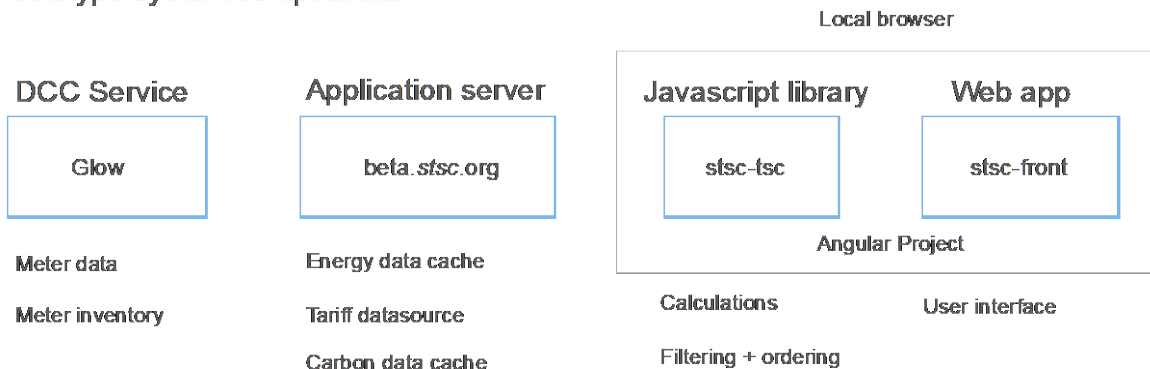 Local browser
DCC Service
Application server
Javascript library
Web app
Glow
beta.stsc.org
stsc-tsc
stsc-front
Angular Project
Meter data
Energy data cache
Calculations
User interface
Meter inventory
Tariff datasource
Filtering + ordering
Carbon data cache